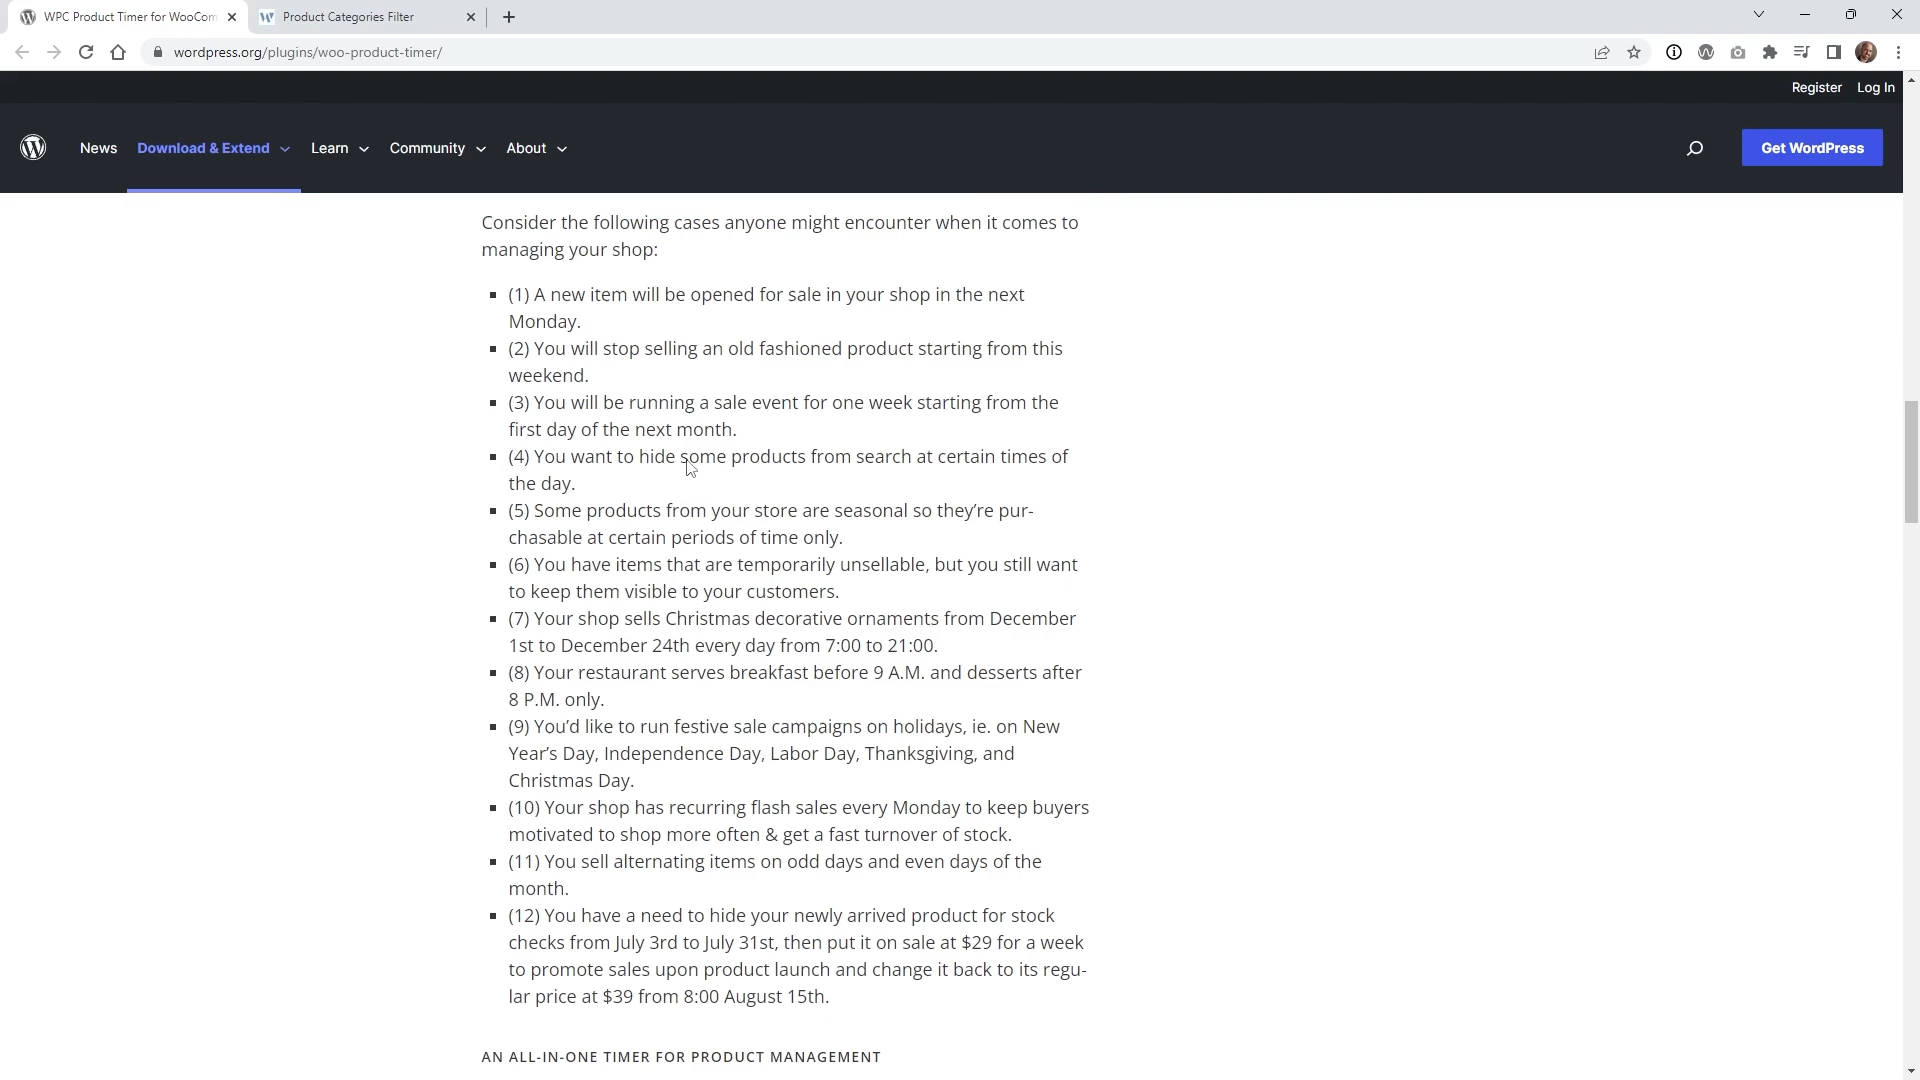 WPC Product Timer for WooCom
Product Categories Filter
wordpress.org/plugins/woo-product-timer/
Register Log In
News Download & Extend Learn Community About Get WordPress
Consider the following cases anyone might encounter when it comes to
managing your shop:
(1) A new item will be opened for sale in your shop in the next
Monday.
(2) You will stop selling an old fashioned product starting from this
weekend.
(3) You will be running a sale event for one week starting from the
first day of the next month.
(4) You want to hide some products from search at certain times of
the day.
(5) Some products from your store are seasonal so they’re pur-
chasable at certain periods of time only.
(6) You have items that are temporarily unsellable, but you still want
to keep them visible to your customers.
(7) Your shop sells Christmas decorative ornaments from December
1st to December 24th every day from 7:00 to 21:00.
(8) Your restaurant serves breakfast before 9 A.M. and desserts after
8 P.M. only.
(9) You’d like to run festive sale campaigns on holidays, ie. on New
Year’s Day, Independence Day, Labor Day, Thanksgiving, and
Christmas Day.
(10) Your shop has recurring flash sales every Monday to keep buyers
motivated to shop more often & get a fast turnover of stock.
(11) You sell alternating items on odd days and even days of the
month.
(12) You have a need to hide your newly arrived product for stock
checks from July 3rd to July 31st, then put it on sale at $29 for a week
to promote sales upon product launch and change it back to its regu-
lar price at $39 from 8:00 August 15th.
AN ALL-IN-ONE TIMER FOR PRODUCT MANAGEMENT